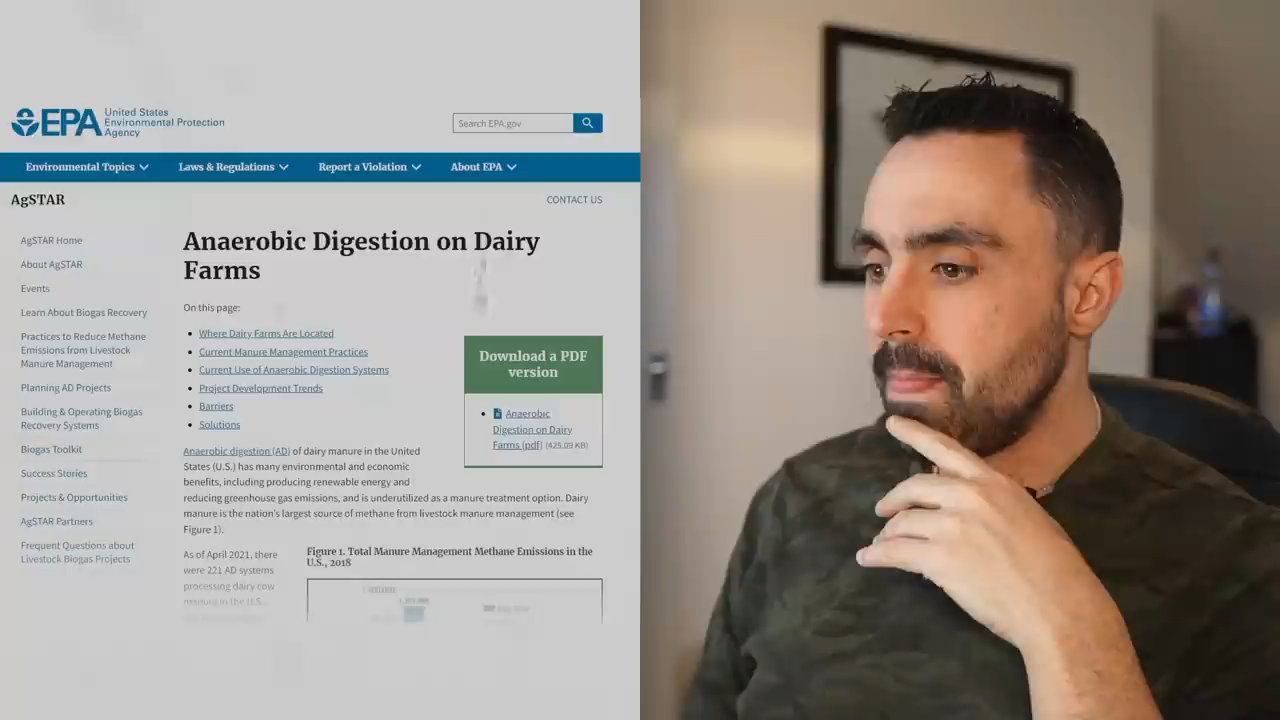 EPA United States
Environmental Protection
Agency
Search EPA.gov
Environmental Topics
Laws & Regulations
Report a Violation
About EPA
AgSTAR
CONTACT US
AgSTAR Home
About AgSTAR
Events
Learn About Biogas Recovery
Practices to Reduce Methane
Emissions from Livestock
Manure Management
Planning AD Projects
Building & Operating Biogas
Recovery Systems
Biogas Toolkit
Success Stories
Projects & Opportunities
AgSTAR Partners
Frequent Questions about
Livestock Biogas Projects
Anaerobic Digestion on Dairy
Farms
On this page:
Where Dairy Farms Are Located
Current Manure Management Practices
Current Use of Anaerobic Digestion Systems
Project Development Trends
Barriers
Solutions
Download a PDF
version
Anaerobic
Digestion on Dairy
Farms (pdf) (425.09 KB)
Anaerobic digestion (AD) of dairy manure in the United
States (U.S.) has many environmental and economic
benefits, including producing renewable energy and
reducing greenhouse gas emissions, and is underutilized as a manure treatment option. Dairy
manure is the nation's largest source of methane from livestock manure management (see
Figure 1).
As of April 2021, there
were 221 AD systems
processing dairy cow
manure in the U.S.
Figure 1. Total Manure Management Methane Emissions in the
U.S., 2018